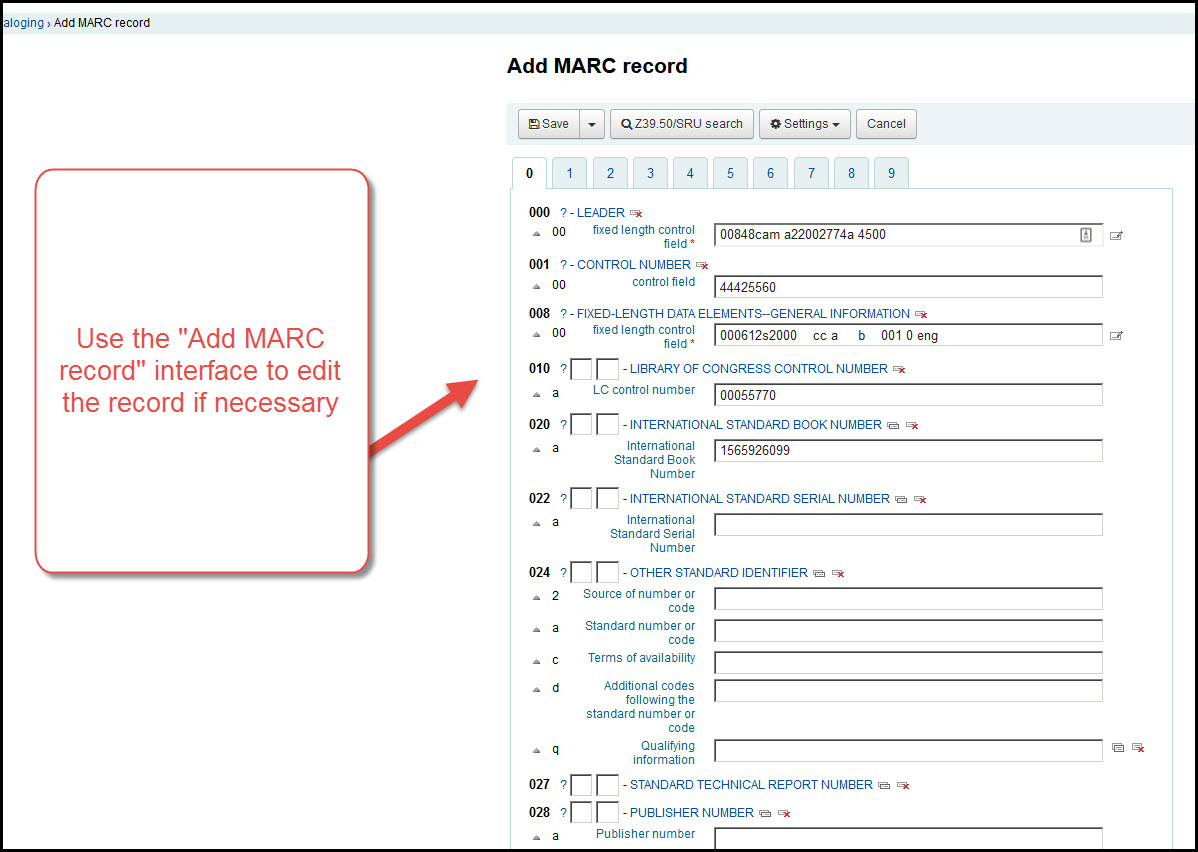 aloging › Add MARC record
Add MARC record
Save Z39.50/SRU search Settings Cancel
0 1 2 3 4 5 6 7 8 9
Use the "Add MARC
record" interface to edit
the record if necessary
000 ? - LEADER
00 fixed length control
field * 00848cam a22002774a 4500
001 ? - CONTROL NUMBER
00 control field 44425560
008 ? - FIXED-LENGTH DATA ELEMENTS--GENERAL INFORMATION
00 fixed length control
field * 000612s2000 cc a b 001 0 eng
010 ? - LIBRARY OF CONGRESS CONTROL NUMBER
a LC control number 00055770
020 ? - INTERNATIONAL STANDARD BOOK NUMBER
a International
Standard Book
Number 1565926099
022 ? - INTERNATIONAL STANDARD SERIAL NUMBER
a International
Standard Serial
Number
024 ? - OTHER STANDARD IDENTIFIER
2 Source of number or
code
a Standard number or
code
c Terms of availability
d Additional codes
following the
standard number or
code
q Qualifying
information
027 ? - STANDARD TECHNICAL REPORT NUMBER
028 ? - PUBLISHER NUMBER
a Publisher number